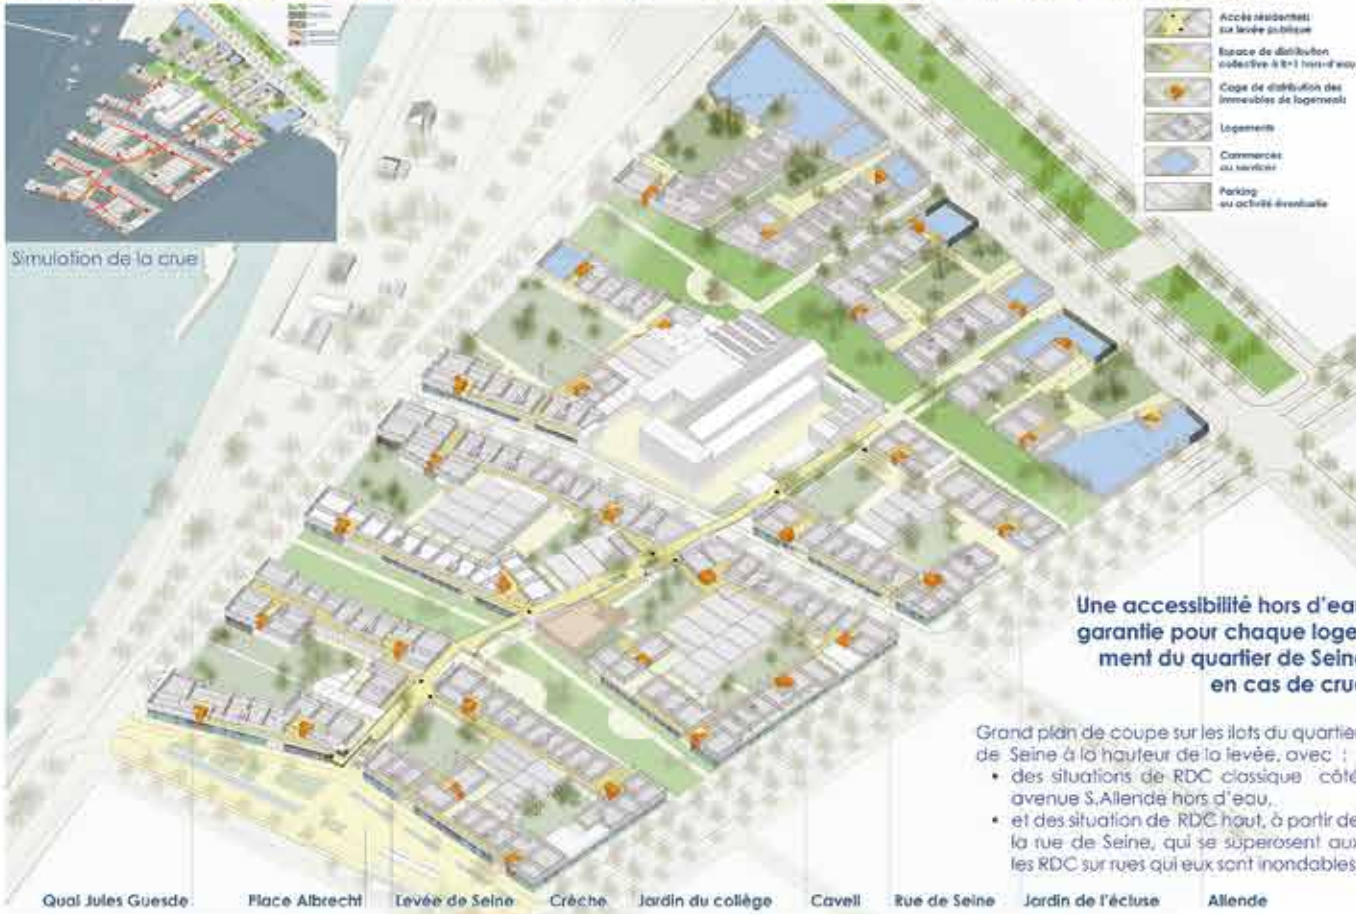 Accès résidentiels
sur levée publique
Espace de distribution
collective à R+1 hors-d'eau
Cage de distribution des
immeubles de logements
Logements
Commerces
ou services
Parking
ou activité éventuelle
Simulation de la crue
Une accessibilité hors d'eau
garantie pour chaque loge-
ment du quartier de Seine
en cas de crue
Grand plan de coupe sur les ilots du quartier
de Seine à la hauteur de la levée, avec :
• des situations de RDC classique côté
avenue S.Allende hors d'eau,
• et des situation de RDC haut, à partir de
la rue de Seine, qui se superosent aux
les RDC sur rues qui eux sont inondables
Quai Jules Guesde
Place Albrecht
Levée de Seine
Crèche
Jardin du collège
Cavell
Rue de Seine
Jardin de l'écluse
Allende